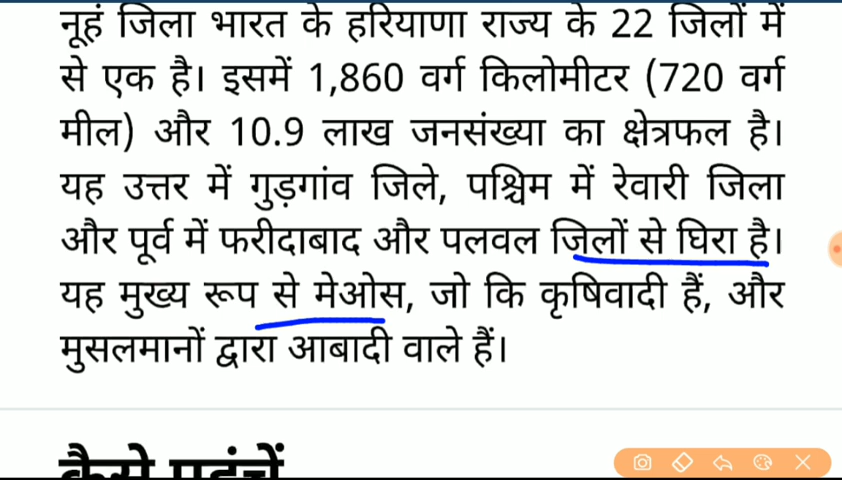 नूहं जिला भारत के हरियाणा राज्य के 22 जिलों में
से एक है। इसमें 1,860 वर्ग किलोमीटर (720 वर्ग
मील) और 10.9 लाख जनसंख्या का क्षेत्रफल है।
यह उत्तर में गुड़गांव जिले, पश्चिम में रेवारी जिला
और पूर्व में फरीदाबाद और पलवल जिलों से घिरा है।
यह मुख्य रूप से मेओस, जो कि कृषिवादी हैं, और
मुसलमानों द्वारा आबादी वाले हैं।
कैसे पहुंचें